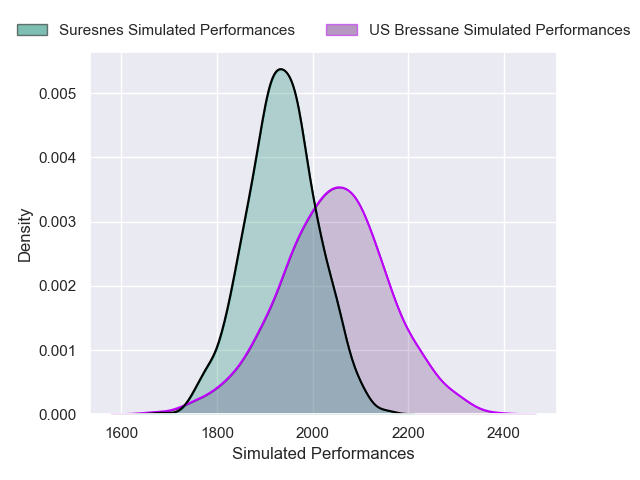 Suresnes Simulated Performances
US Bressane Simulated Performances
0.005
0.004
0.003
0.002
0.001
0.000
1600
1800
2000
2200
2400
Density
Simulated Performances